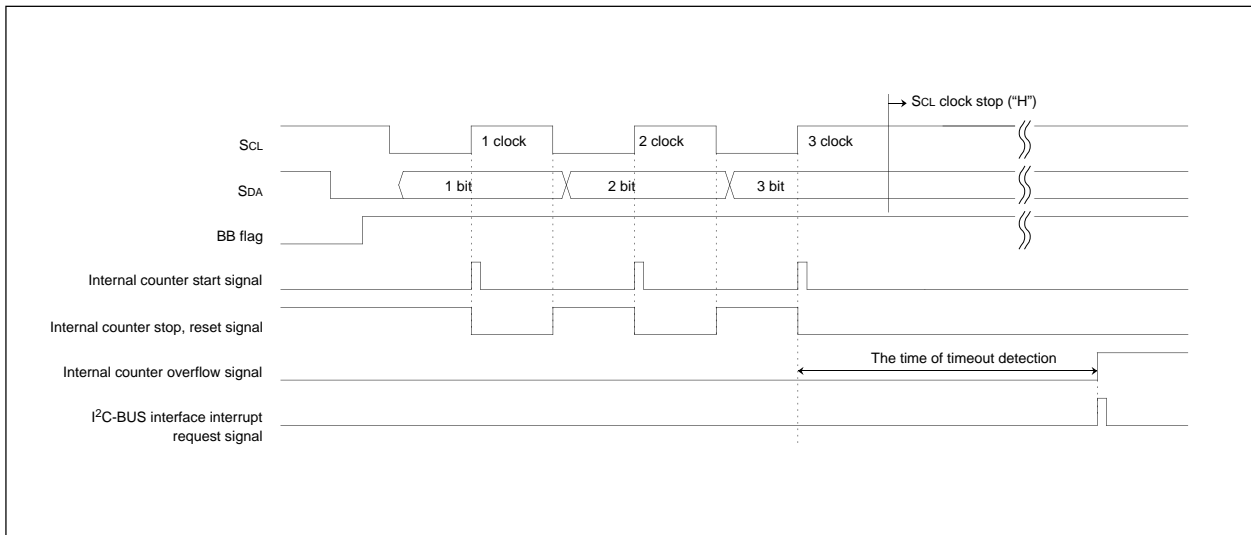 SCL clock stop (“H”)
SCL
1 clock
2 clock
3 clock
SDA
1 bit
2 bit
3 bit
BB flag
Internal counter start signal
Internal counter stop, reset signal
The time of timeout detection
Internal counter overflow signal
I2C-BUS interface interrupt
request signal